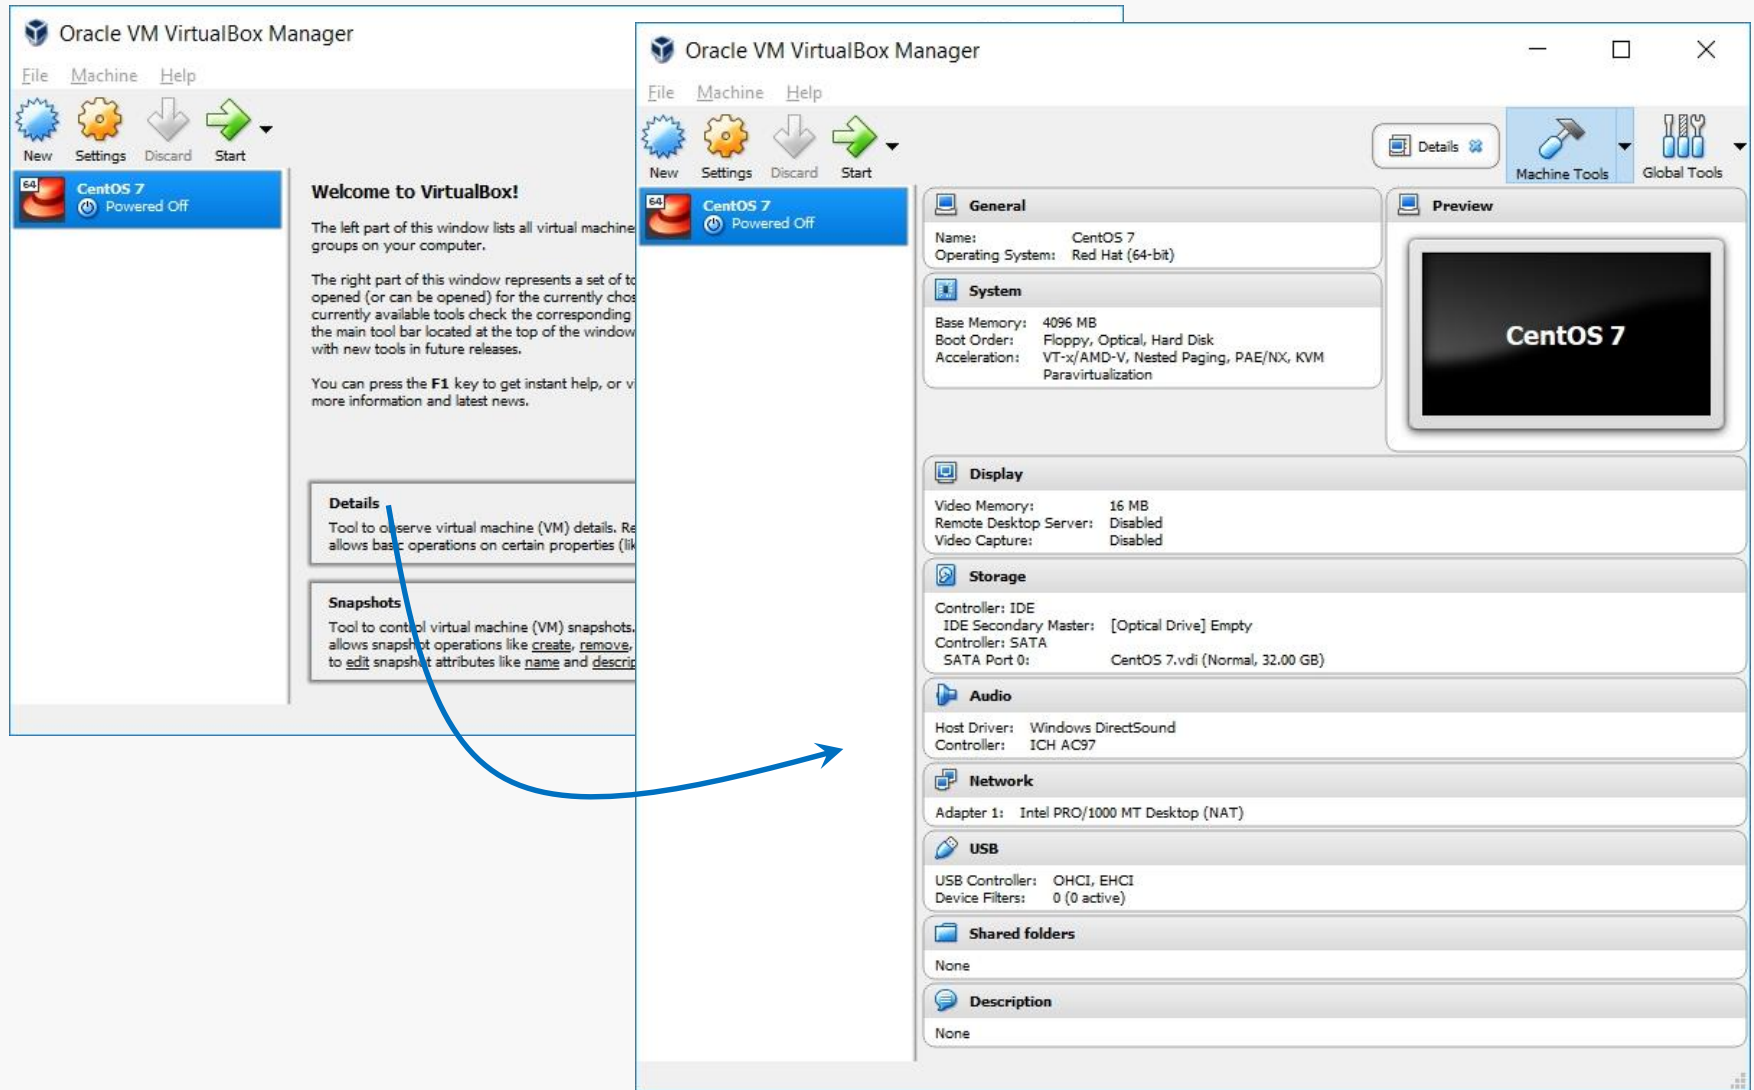 Oracle VM VirtualBox Manager
File Machine Help
New Settings Discard Start
64 CentOS 7
Powered Off
Welcome to VirtualBox!
The left part of this window lists all virtual machine
groups on your computer.
The right part of this window represents a set of to
opened (or can be opened) for the currently chos
currently available tools check the corresponding
the main tool bar located at the top of the window
with new tools in future releases.
You can press the F1 key to get instant help, or v
more information and latest news.
Details
Tool to observe virtual machine (VM) details. Re
allows basic operations on certain properties (lik
Snapshots
Tool to control virtual machine (VM) snapshots.
allows snapshot operations like create, remove,
to edit snapshot attributes like name and descrip
Oracle VM VirtualBox Manager
File Machine Help
New Settings Discard Start
Details Machine Tools Global Tools
64 CentOS 7
Powered Off
General
Name: CentOS 7
Operating System: Red Hat (64-bit)
System
Base Memory: 4096 MB
Boot Order: Floppy, Optical, Hard Disk
Acceleration: VT-x/AMD-V, Nested Paging, PAE/NX, KVM
Paravirtualization
Preview
CentOS 7
Display
Video Memory: 16 MB
Remote Desktop Server: Disabled
Video Capture: Disabled
Storage
Controller: IDE
IDE Secondary Master: [Optical Drive] Empty
Controller: SATA
SATA Port 0: CentOS 7.vdi (Normal, 32.00 GB)
Audio
Host Driver: Windows DirectSound
Controller: ICH AC97
Network
Adapter 1: Intel PRO/1000 MT Desktop (NAT)
USB
USB Controller: OHCI, EHCI
Device Filters: 0 (0 active)
Shared folders
None
Description
None